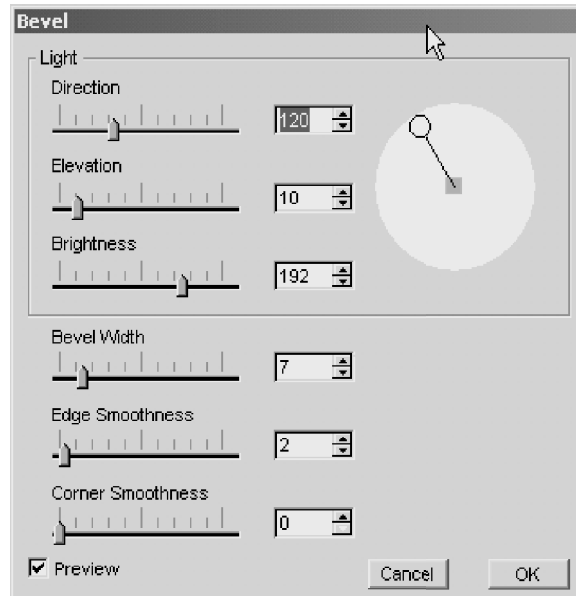 Bevel
Light
Direction
120
Elevation
10
Brightness
192
Bevel Width
7
Edge Smoothness
2
Corner Smoothness
0
Preview
Cancel
OK